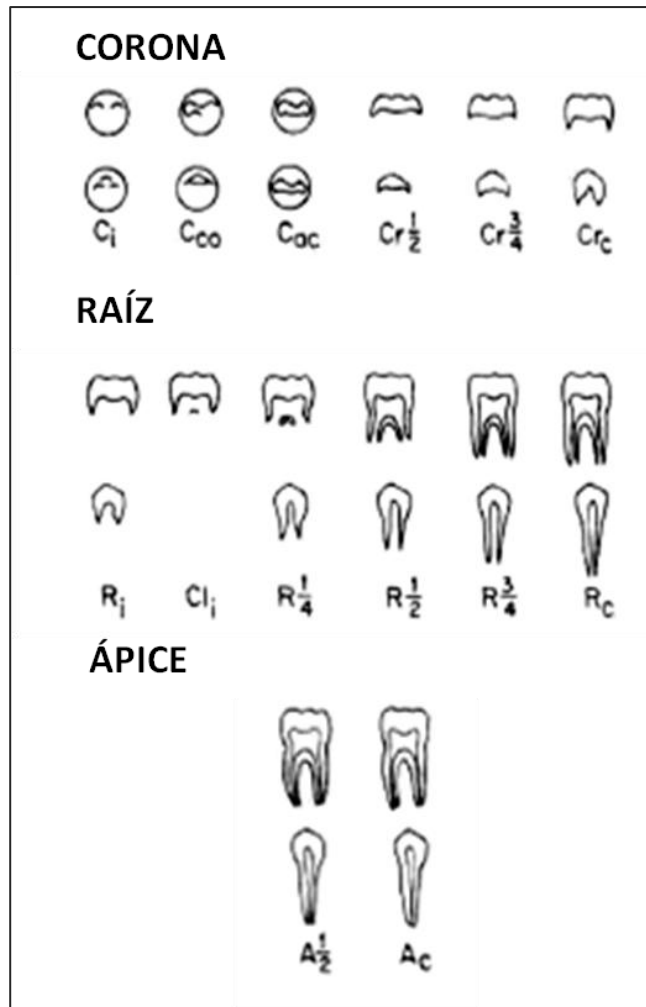 CORONA
Ci Cco Cac Cr1/2 Cr3/4 Crc
RAÍZ
Ri Cli R1/4 R1/2 R3/4 Rc
ÁPICE
A1/2 Ac